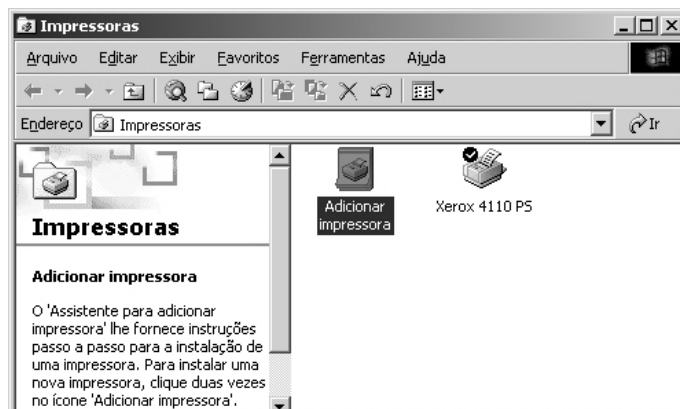 Impressoras
Arquivo Editar Exibir Favoritos Ferramentas Ajuda
Endereço Impressoras Ir
Impressoras
Adicionar impressora
O 'Assistente para adicionar
impressora' lhe fornece instruções
passo a passo para a instalação de
uma impressora. Para instalar uma
nova impressora, clique duas vezes
no ícone 'Adicionar impressora'.
Adicionar
impressora
Xerox 4110 PS